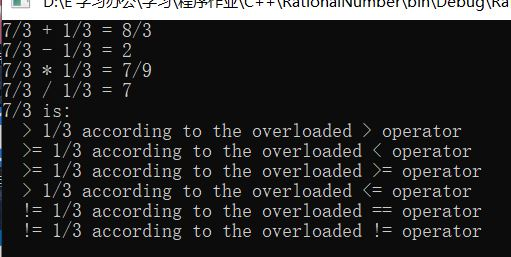 D:\E 学习办公\学习\程序作业\C++\RationalNumber\bin\Debug\Ra
7/3 + 1/3 = 8/3
7/3 - 1/3 = 2
7/3 * 1/3 = 7/9
7/3 / 1/3 = 7
7/3 is:
  > 1/3 according to the overloaded > operator
  >= 1/3 according to the overloaded < operator
  >= 1/3 according to the overloaded >= operator
  > 1/3 according to the overloaded <= operator
  != 1/3 according to the overloaded == operator
  != 1/3 according to the overloaded != operator